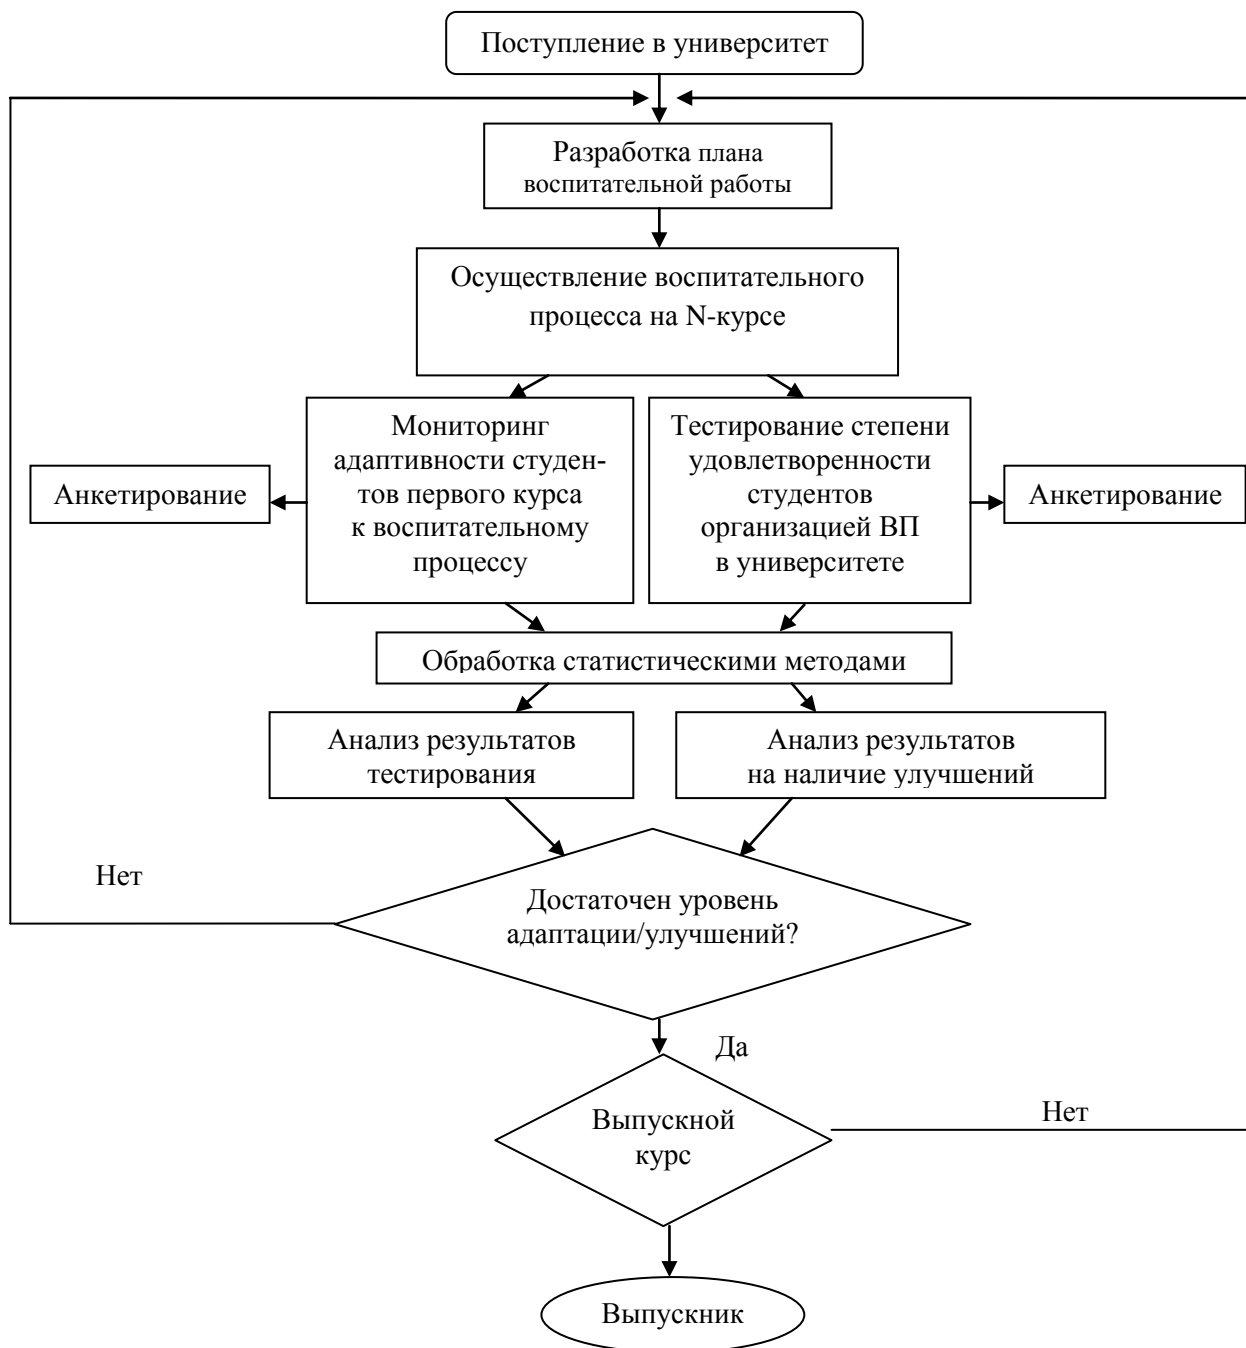 Поступление в университет
Разработка плана
воспитательной работы
Осуществление воспитательного
процесса на N-курсе
Мониторинг
адаптивности студен-
тов первого курса
к воспитательному
процессу
Тестирование степени
удовлетворенности
студентов
организацией ВП
в университете
Анкетирование
Анкетирование
Обработка статистическими методами
Анализ результатов
тестирования
Анализ результатов
на наличие улучшений
Нет
Достаточен уровень
адаптации/улучшений?
Да
Выпускной
курс
Нет
Выпускник